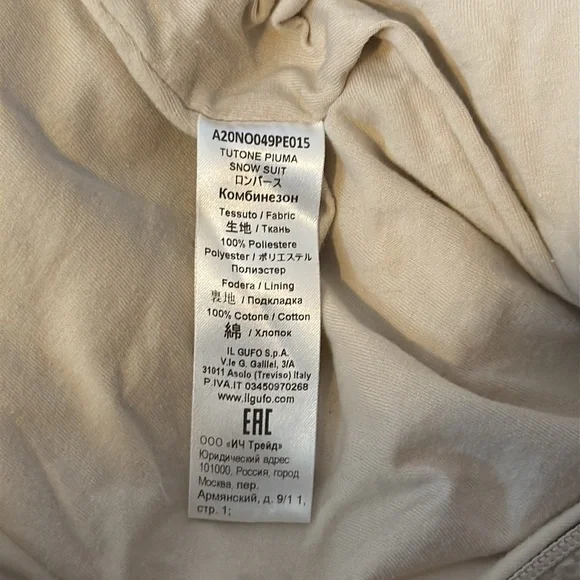 A20NO049PE015
TUTONE PIUMA
SNOW SUIT
ロンパース
Комбинезон
Tessuto / Fabric
生地 / Ткань
100% Poliestere
Polyester / ポリエステル
Полиэстер
Fodera / Lining
裏地 / Подкладка
100% Cotone / Cotton
綿 / Хлопок
IL GUFO S.p.A.
V.le G. Galilei, 3/A
31011 Asolo (Treviso) Italy
P.IVA.IT 03450970268
www.ilgufo.com
EAC
ООО «ИЧ Трейд»
Юридический адрес
101000, Россия, город
Москва, пер.
Армянский, д. 9/1 1,
стр. 1;